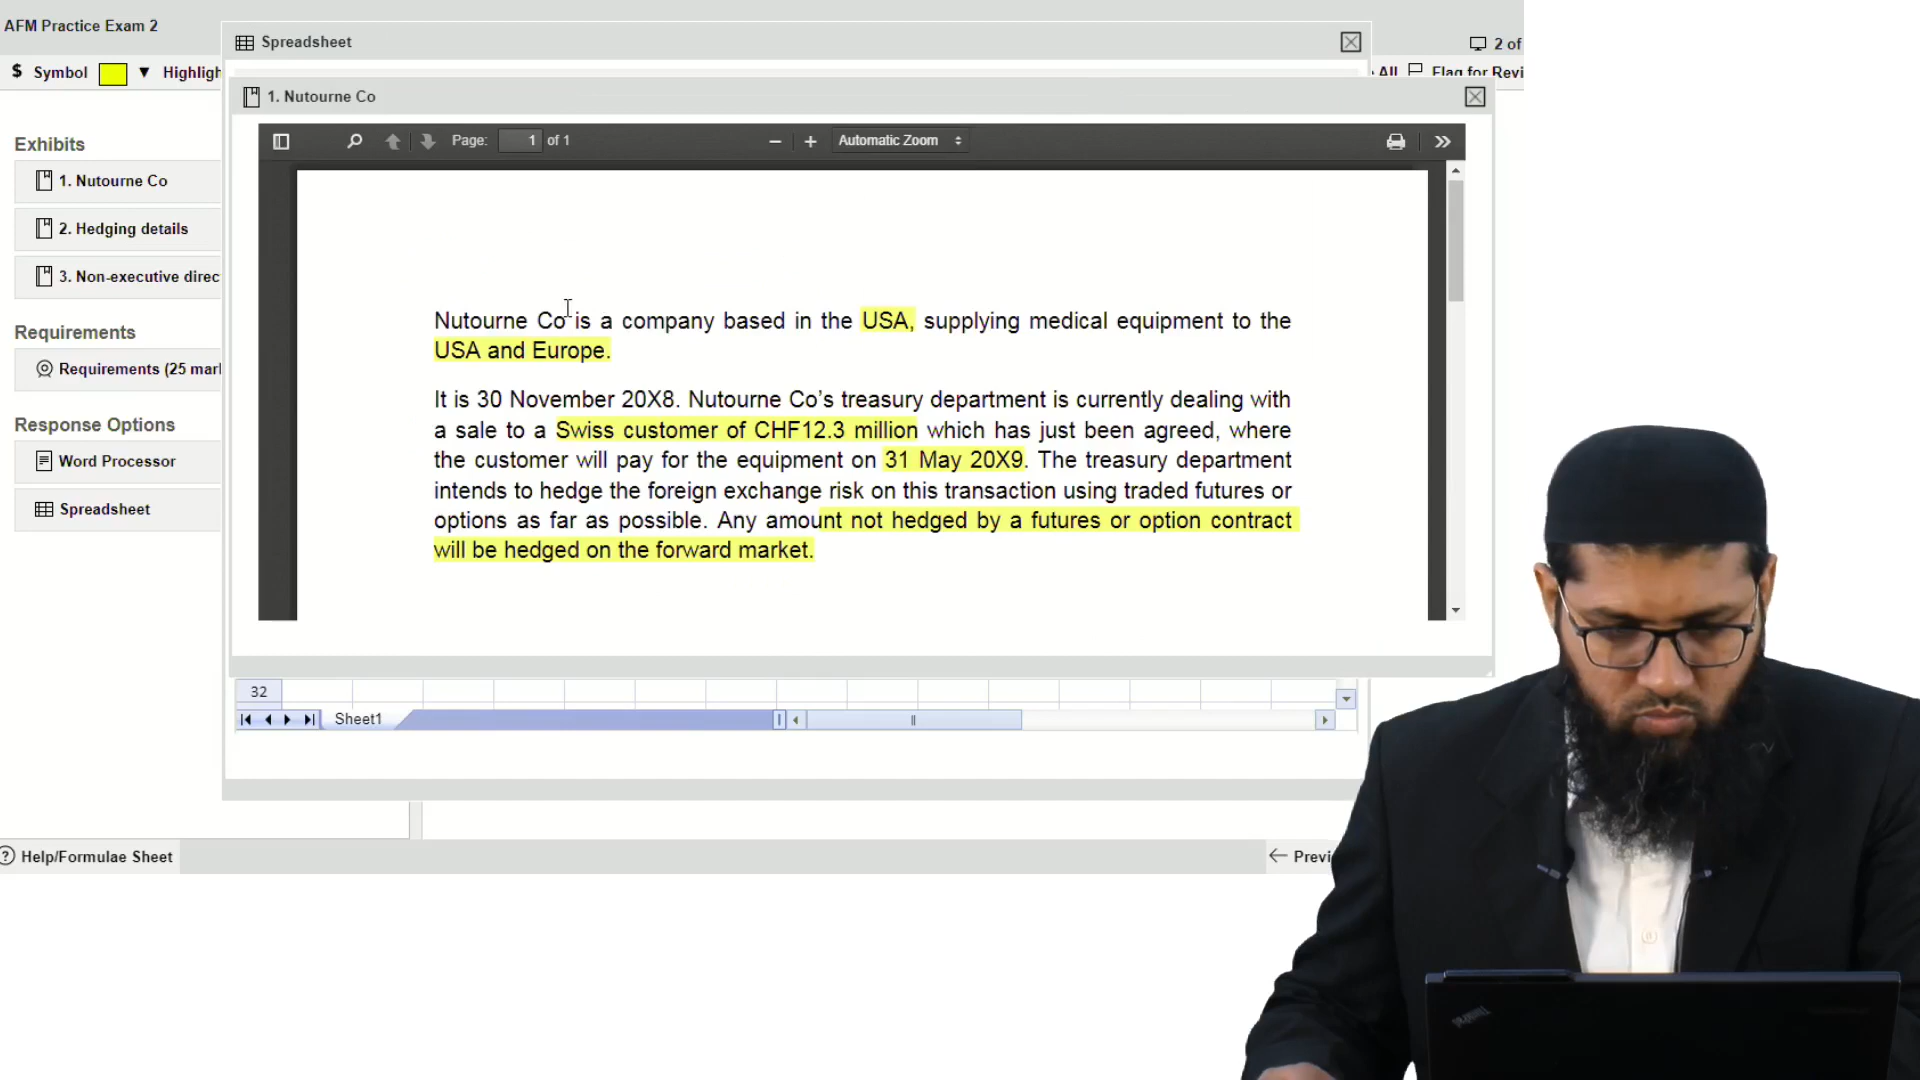 AFM Practice Exam 2
Spreadsheet
2 of
$ Symbol
Highligh
All
Flag for Revi
1. Nutourne Co
Page: 1 of 1
Automatic Zoom
Exhibits
1. Nutourne Co
2. Hedging details
3. Non-executive direc
Requirements
Requirements (25 mar
Response Options
Word Processor
Spreadsheet
Nutourne Co is a company based in the USA, supplying medical equipment to the
USA and Europe.
It is 30 November 20X8. Nutourne Co’s treasury department is currently dealing with
a sale to a Swiss customer of CHF12.3 million which has just been agreed, where
the customer will pay for the equipment on 31 May 20X9. The treasury department
intends to hedge the foreign exchange risk on this transaction using traded futures or
options as far as possible. Any amount not hedged by a futures or option contract
will be hedged on the forward market.
32
Sheet1
Help/Formulae Sheet
Previ